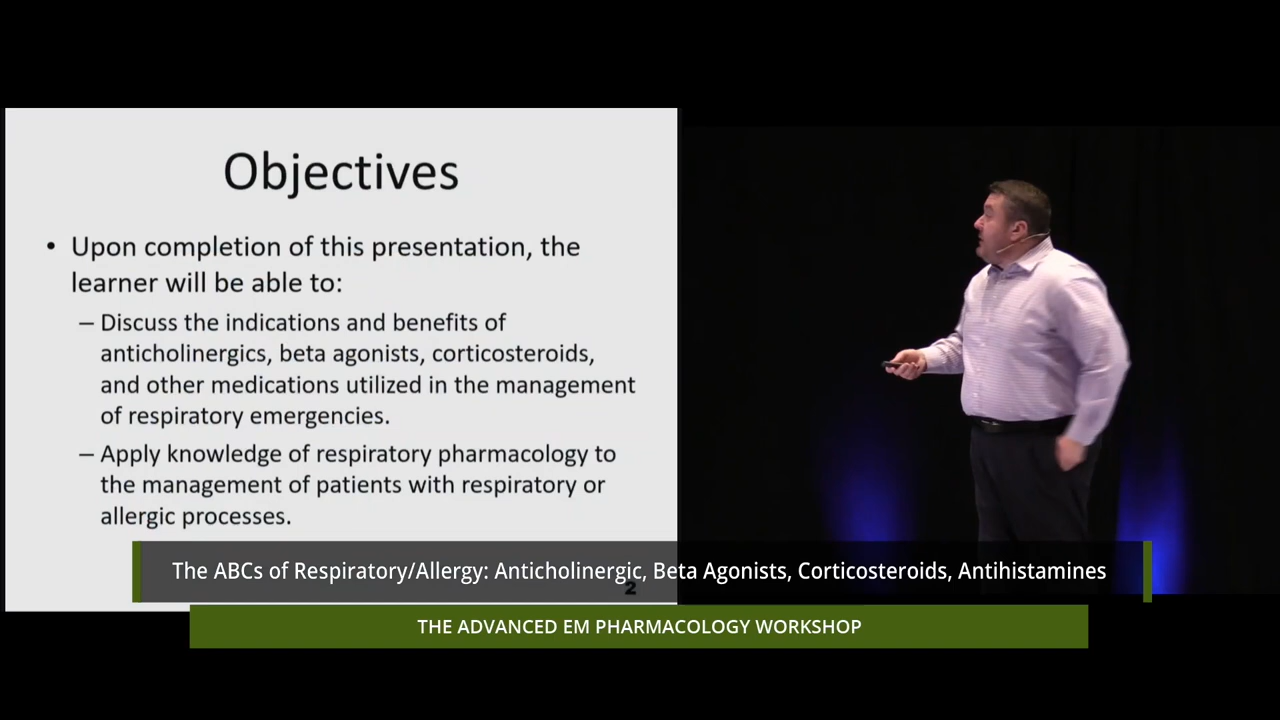 Objectives
• Upon completion of this presentation, the
learner will be able to:
– Discuss the indications and benefits of
anticholinergics, beta agonists, corticosteroids,
and other medications utilized in the management
of respiratory emergencies.
– Apply knowledge of respiratory pharmacology to
the management of patients with respiratory or
allergic processes.
The ABCs of Respiratory/Allergy: Anticholinergic, Beta Agonists, Corticosteroids, Antihistamines
2
THE ADVANCED EM PHARMACOLOGY WORKSHOP